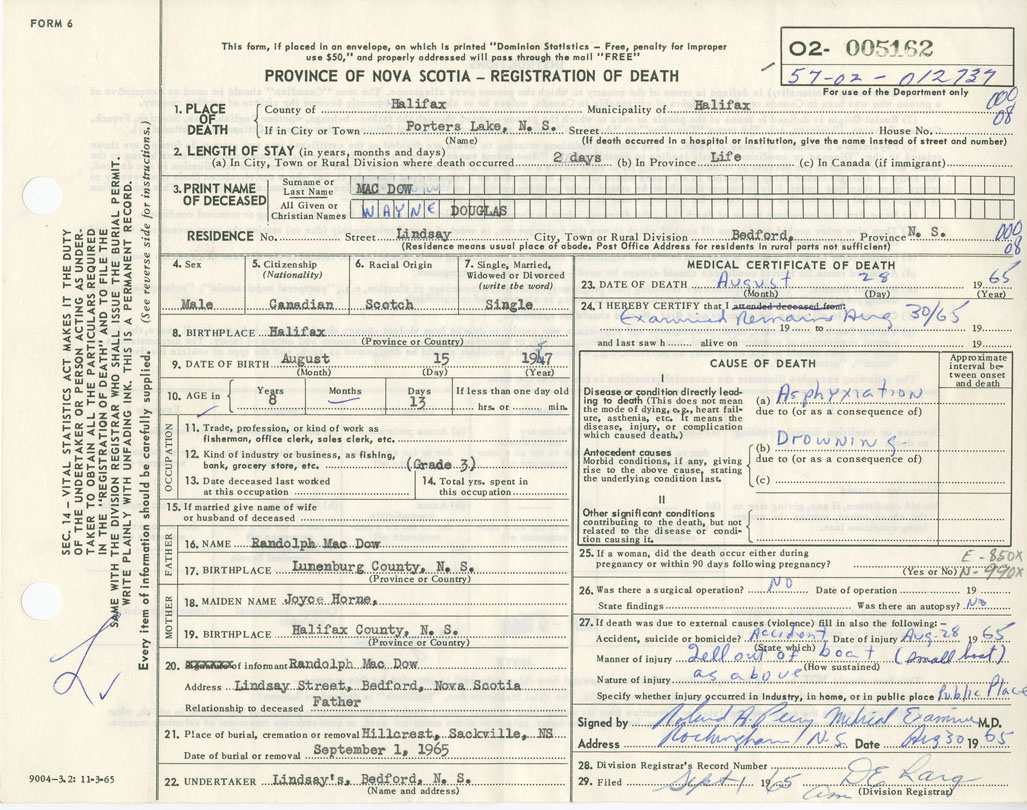 FORM 6
This form, if placed in an envelope, on which is printed "Dominion Statistics – Free, penalty for improper
use $50," and properly addressed will pass through the mail "FREE"
PROVINCE OF NOVA SCOTIA – REGISTRATION OF DEATH
O2- 005162
57-02-012737
For use of the Department only
000
08
1. PLACE OF DEATH
County of Halifax Municipality of Halifax
If in City or Town Porters Lake, N. S. Street House No.
(Name) (If death occurred in a hospital or institution, give the name instead of street and number)
2. LENGTH OF STAY (in years, months and days)
(a) In City, Town or Rural Division where death occurred 2 days (b) In Province Life (c) In Canada (if immigrant)
3. PRINT NAME OF DECEASED
Surname or Last Name MAC DOW
All Given or Christian Names WAYNE DOUGLAS
RESIDENCE No. Street Lindsay City, Town or Rural Division Bedford, Province N. S.
(Residence means usual place of abode. Post Office Address for residents in rural parts not sufficient)
000
08
4. Sex
Male
5. Citizenship
(Nationality)
Canadian
6. Racial Origin
Scotch
7. Single, Married,
Widowed or Divorced
(write the word)
Single
8. BIRTHPLACE Halifax
(Province or Country)
9. DATE OF BIRTH August 15 1947
(Month) (Day) (Year)
10. AGE in
Years
8
Months
Days
13
If less than one day old
hrs. or min.
OCCUPATION
11. Trade, profession, or kind of work as
fisherman, office clerk, sales clerk, etc.
12. Kind of industry or business, as fishing,
bank, grocery store, etc. (Grade 3)
13. Date deceased last worked
at this occupation
14. Total yrs. spent in
this occupation
15. If married give name of wife
or husband of deceased
FATHER
16. NAME Randolph Mac Dow
17. BIRTHPLACE Lunenburg County, N. S.
(Province or Country)
MOTHER
18. MAIDEN NAME Joyce Horne,
19. BIRTHPLACE Halifax County, N. S.
(Province or Country)
20. of informant Randolph Mac Dow
Address Lindsay Street, Bedford, Nova Scotia
Relationship to deceased Father
21. Place of burial, cremation or removal Hillcrest, Sackville, NS
Date of burial or removal September 1, 1965
22. UNDERTAKER Lindsay's, Bedford, N. S.
(Name and address)
MEDICAL CERTIFICATE OF DEATH
23. DATE OF DEATH August 28 1965
(Month) (Day) (Year)
24. I HEREBY CERTIFY that I attended deceased from
Examined Remains Aug 30/65
19 to 19
and last saw h alive on 19
CAUSE OF DEATH
Approximate
interval be-
tween onset
and death
I
Disease or condition directly lead-
ing to death (This does not mean
the mode of dying, e.g., heart fail-
ure, asthenia, etc. It means the
disease, injury, or complication
which caused death.)
(a) Asphyxiation
due to (or as a consequence of)
Antecedent causes
Morbid conditions, if any, giving
rise to the above cause, stating
the underlying condition last.
(b) Drowning.
due to (or as a consequence of)
(c)
II
Other significant conditions
contributing to the death, but not
related to the disease or condi-
tion causing it.
25. If a woman, did the death occur either during
pregnancy or within 90 days following pregnancy?
(Yes or No)
E-850X
N-990X
26. Was there a surgical operation? NO Date of operation 19
State findings Was there an autopsy? No
27. If death was due to external causes (violence) fill in also the following:–
Accident, suicide or homicide? Accident Date of injury Aug-28 1965
(State which)
Manner of injury Fell out of boat (small boat)
(How sustained)
Nature of injury as above
Specify whether injury occurred in Industry, in home, or in public place Public Place
Signed by Roland A. Perry Medical Examiner M.D.
Address Rockingham N.S. Date Aug 30 1965
28. Division Registrar's Record Number
29. Filed Sept 1 1965 D E Larg
(Division Registrar)
SEC. 14 – VITAL STATISTICS ACT MAKES IT THE DUTY
OF THE UNDERTAKER OR PERSON ACTING AS UNDER-
TAKER TO OBTAIN ALL THE PARTICULARS REQUIRED
IN THE "REGISTRATION OF DEATH" AND TO FILE THE
SAME WITH THE DIVISION REGISTRAR WHO SHALL ISSUE THE BURIAL PERMIT.
WRITE PLAINLY WITH UNFADING INK. THIS IS A PERMANENT RECORD.
Every item of information should be carefully supplied. (See reverse side for instructions.)
9004-3.2: 11-3-65